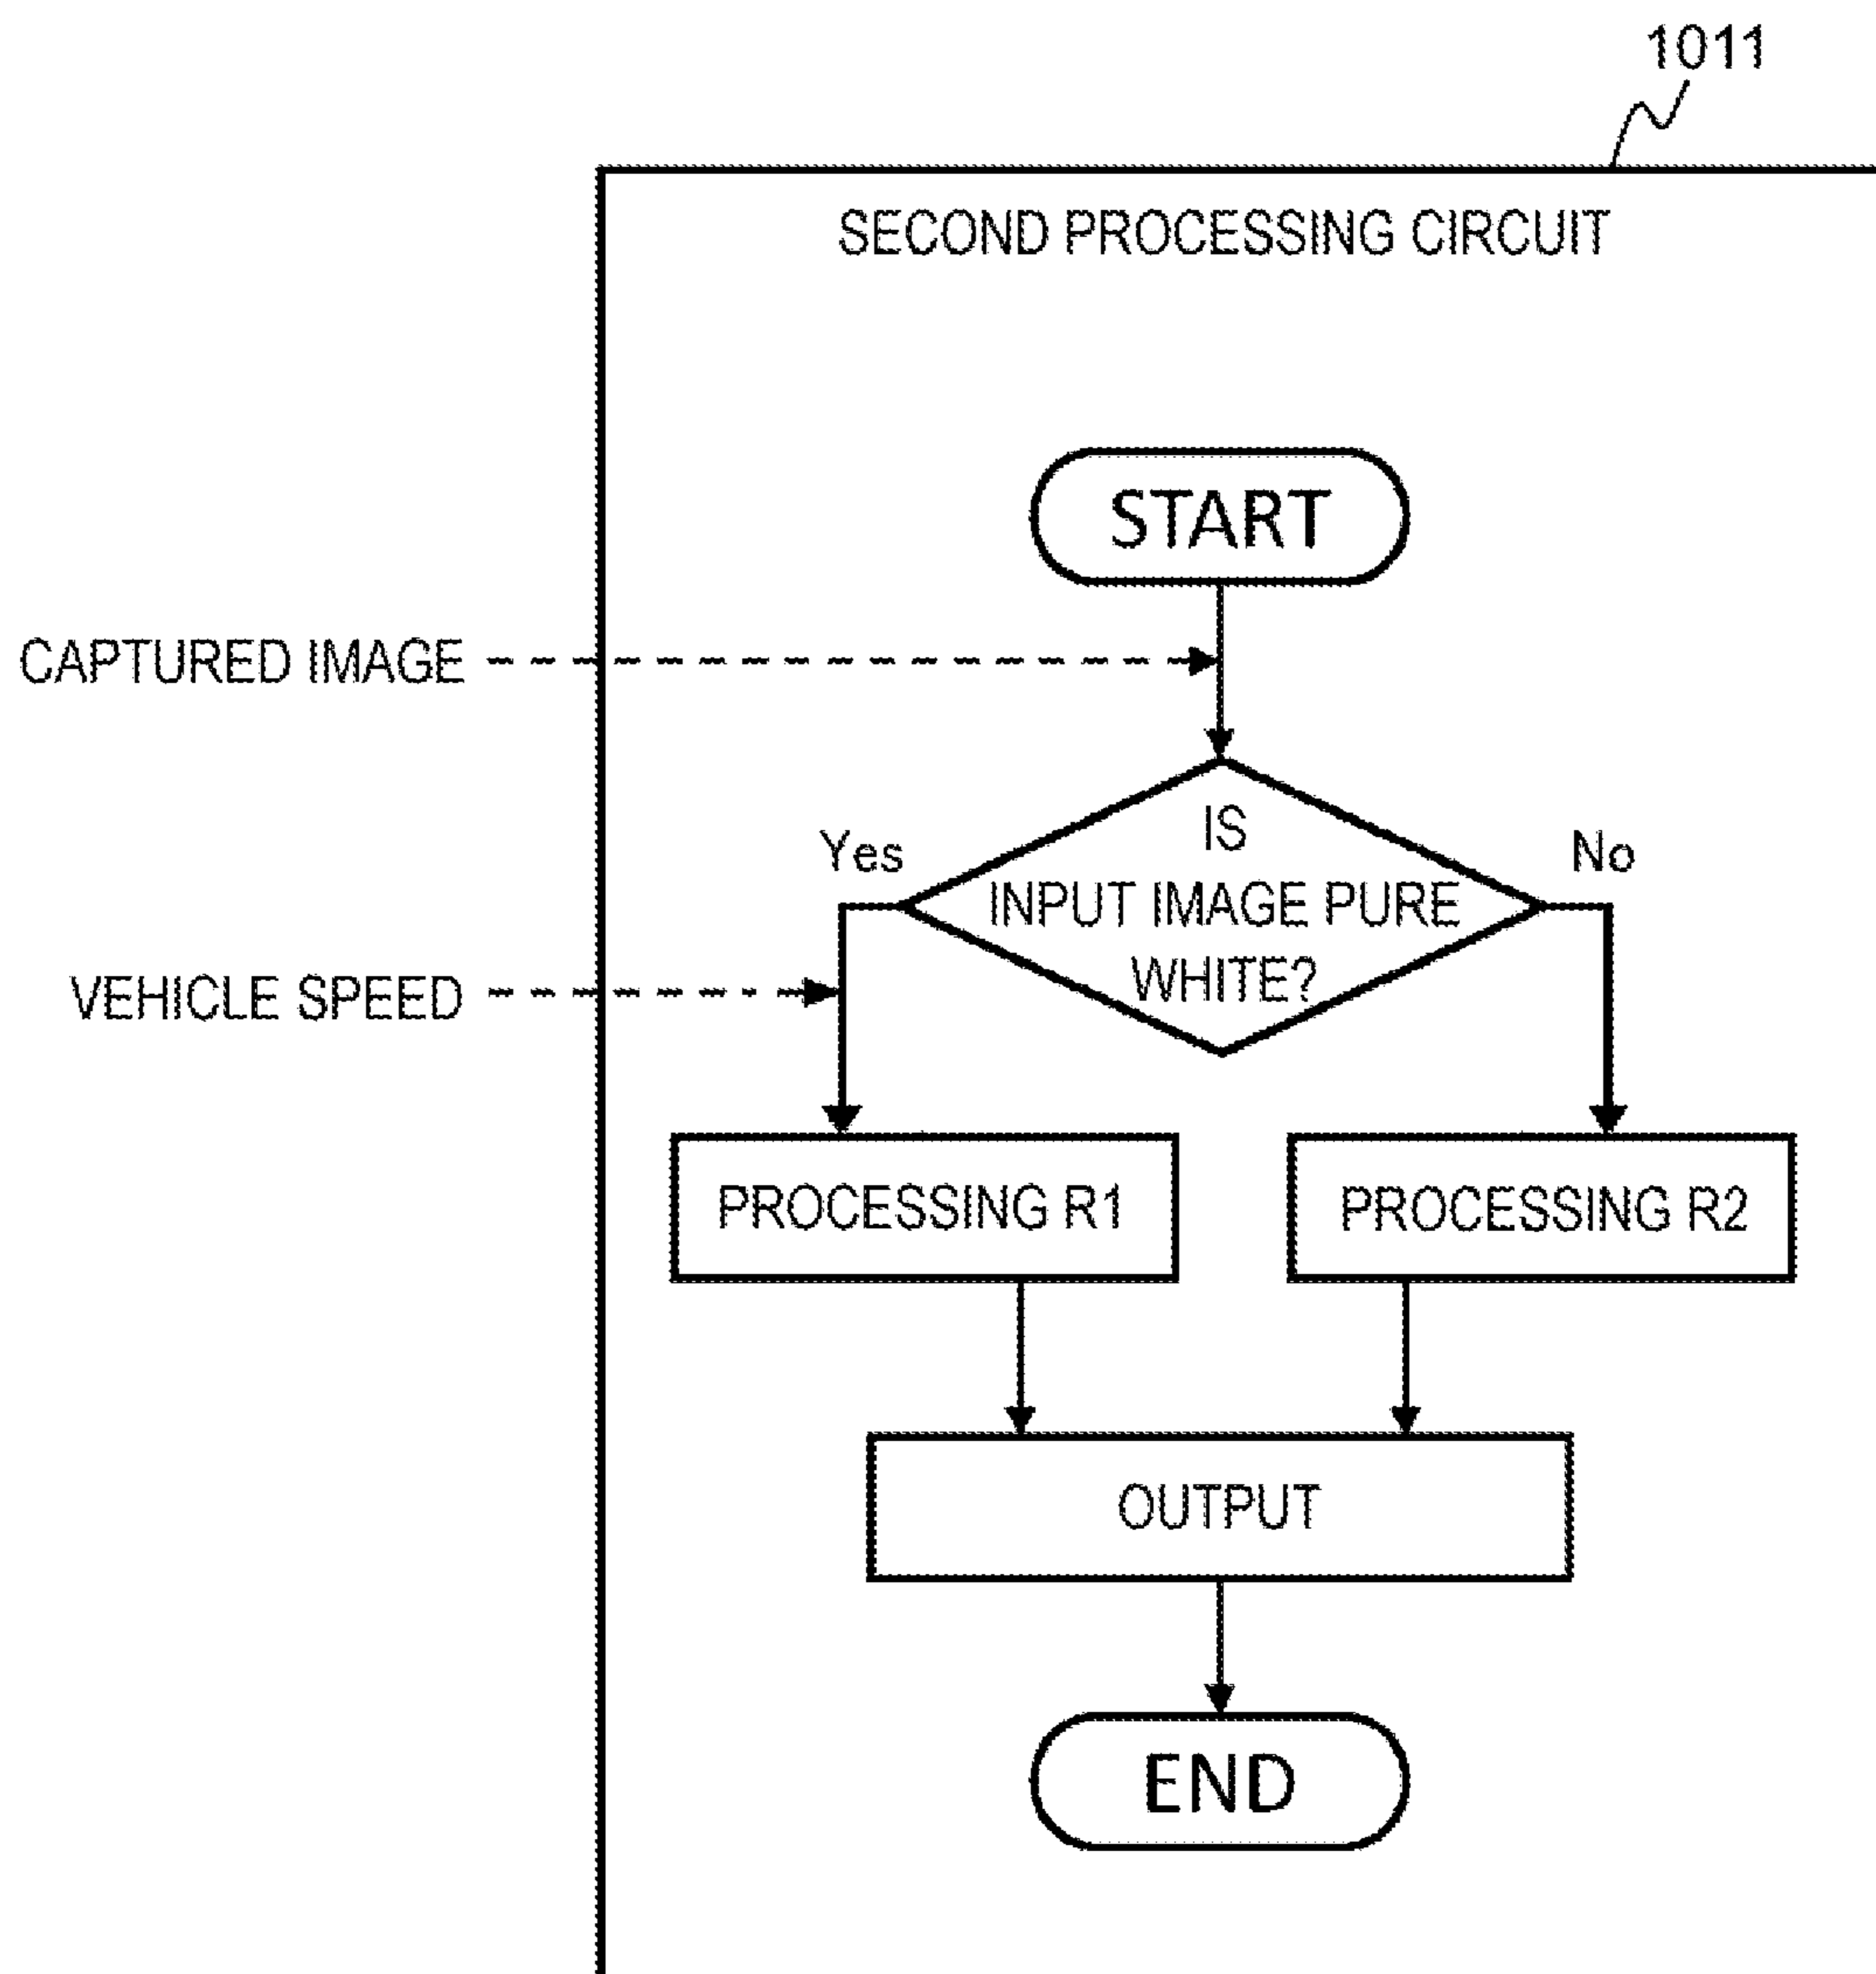 1011
SECOND PROCESSING CIRCUIT
START
CAPTURED IMAGE
IS
INPUT IMAGE PURE
WHITE?
Yes
No
VEHICLE SPEED
PROCESSING R1
PROCESSING R2
OUTPUT
END